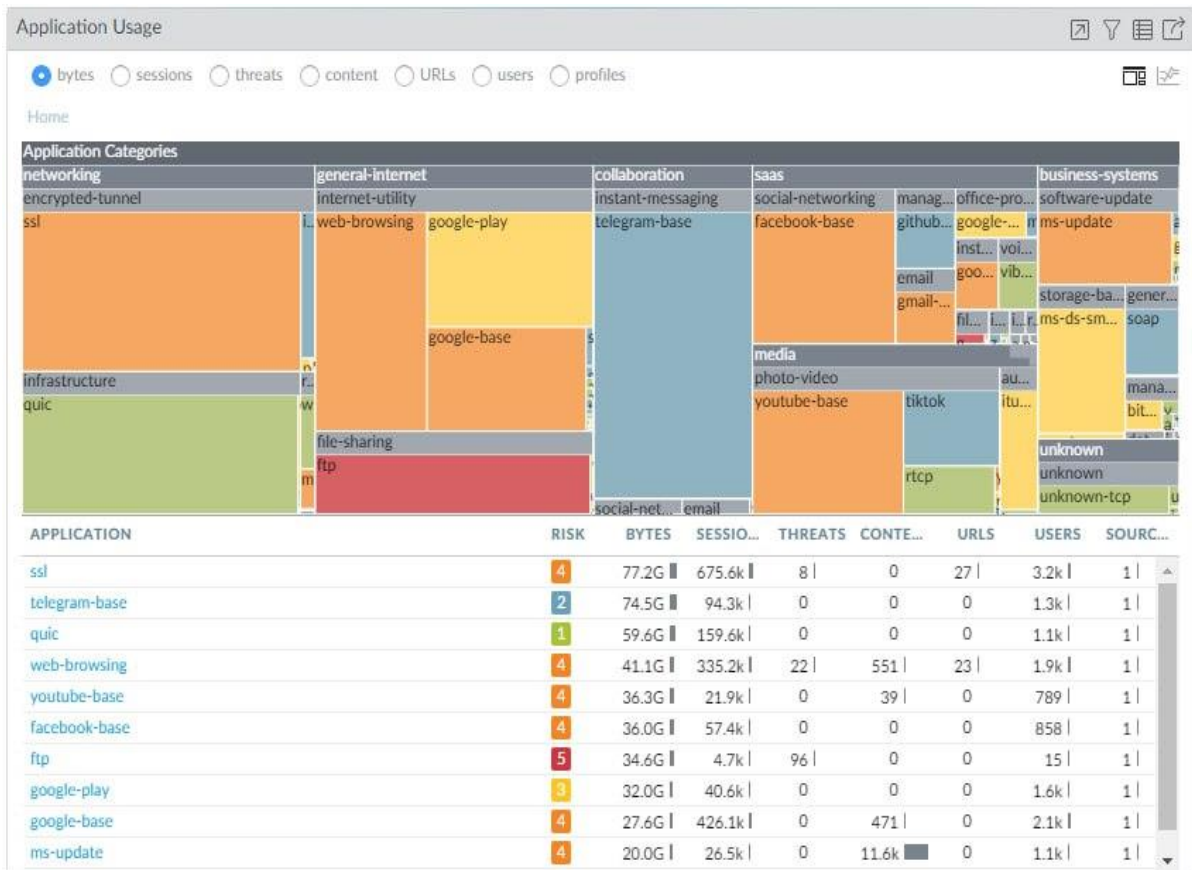 Application Usage
bytes sessions threats content URLs users profiles
Home
Application Categories
networking general-internet collaboration saas business-systems
encrypted-tunnel internet-utility instant-messaging social-networking manag... office-pro... software-update
ssl i... web-browsing google-play telegram-base facebook-base github... google-... m ms-update
inst... voi...
email goo... vib...
gmail-... storage-ba... gener...
fil... i... i... r... ms-ds-sm... soap
google-base
media
infrastructure r... photo-video au... mana...
quic w youtube-base tiktok itu... bit...
file-sharing unknown
ftp rtcp unknown
m unknown-tcp u
social-net... email
APPLICATION RISK BYTES SESSIO... THREATS CONTE... URLS USERS SOURC...
ssl 4 77.2G 675.6k 8 0 27 3.2k 1
telegram-base 2 74.5G 94.3k 0 0 0 1.3k 1
quic 1 59.6G 159.6k 0 0 0 1.1k 1
web-browsing 4 41.1G 335.2k 22 551 23 1.9k 1
youtube-base 4 36.3G 21.9k 0 39 0 789 1
facebook-base 4 36.0G 57.4k 0 0 0 858 1
ftp 5 34.6G 4.7k 96 0 0 15 1
google-play 3 32.0G 40.6k 0 0 0 1.6k 1
google-base 4 27.6G 426.1k 0 471 0 2.1k 1
ms-update 4 20.0G 26.5k 0 11.6k 0 1.1k 1